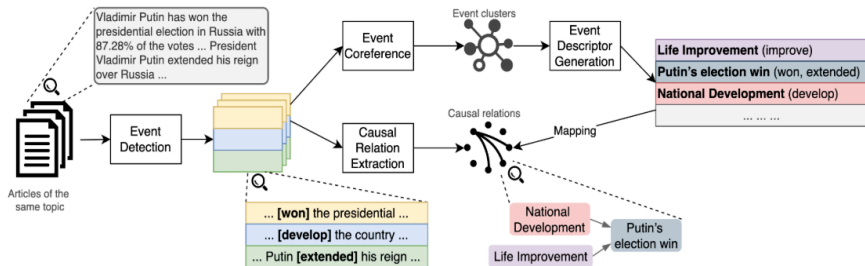 Vladimir Putin has won the
presidential election in Russia with
87.28% of the votes ... President
Vladimir Putin extended his reign
over Russia ...
Articles of the
same topic
Event
Detection
Event
Coreference
Event clusters
Event
Descriptor
Generation
Life Improvement (improve)
Putin's election win (won, extended)
National Development (develop)
... ... ...
Causal
Relation
Extraction
Causal relations
Mapping
... [won] the presidential ...
... [develop] the country ...
... Putin [extended] his reign ...
National
Development
Life Improvement
Putin's
election win